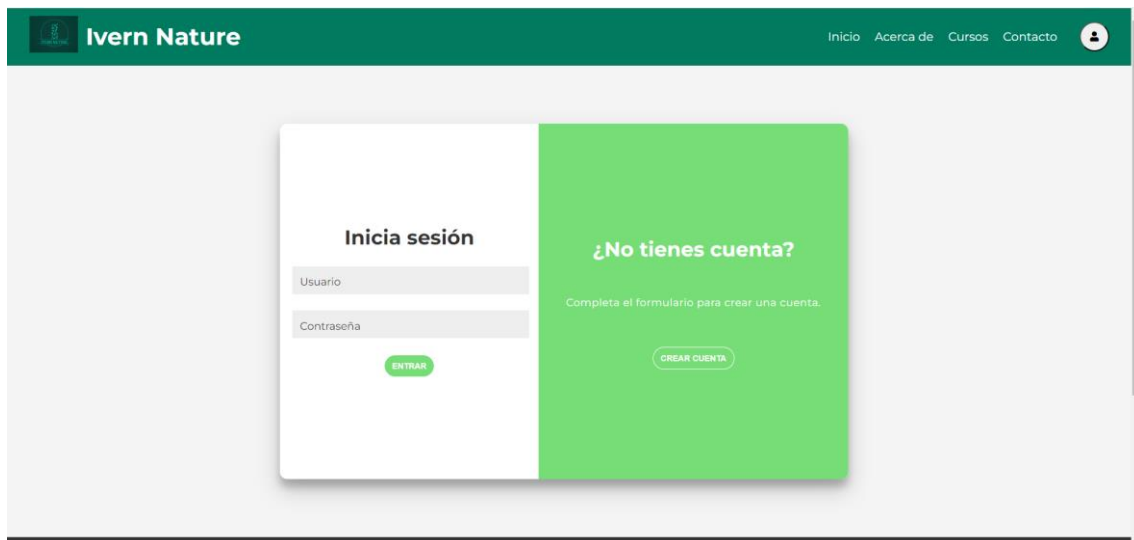 Ivern Nature
Inicio Acerca de Cursos Contacto
Inicia sesión
Usuario
Contraseña
ENTRAR
¿No tienes cuenta?
Completa el formulario para crear una cuenta.
CREAR CUENTA